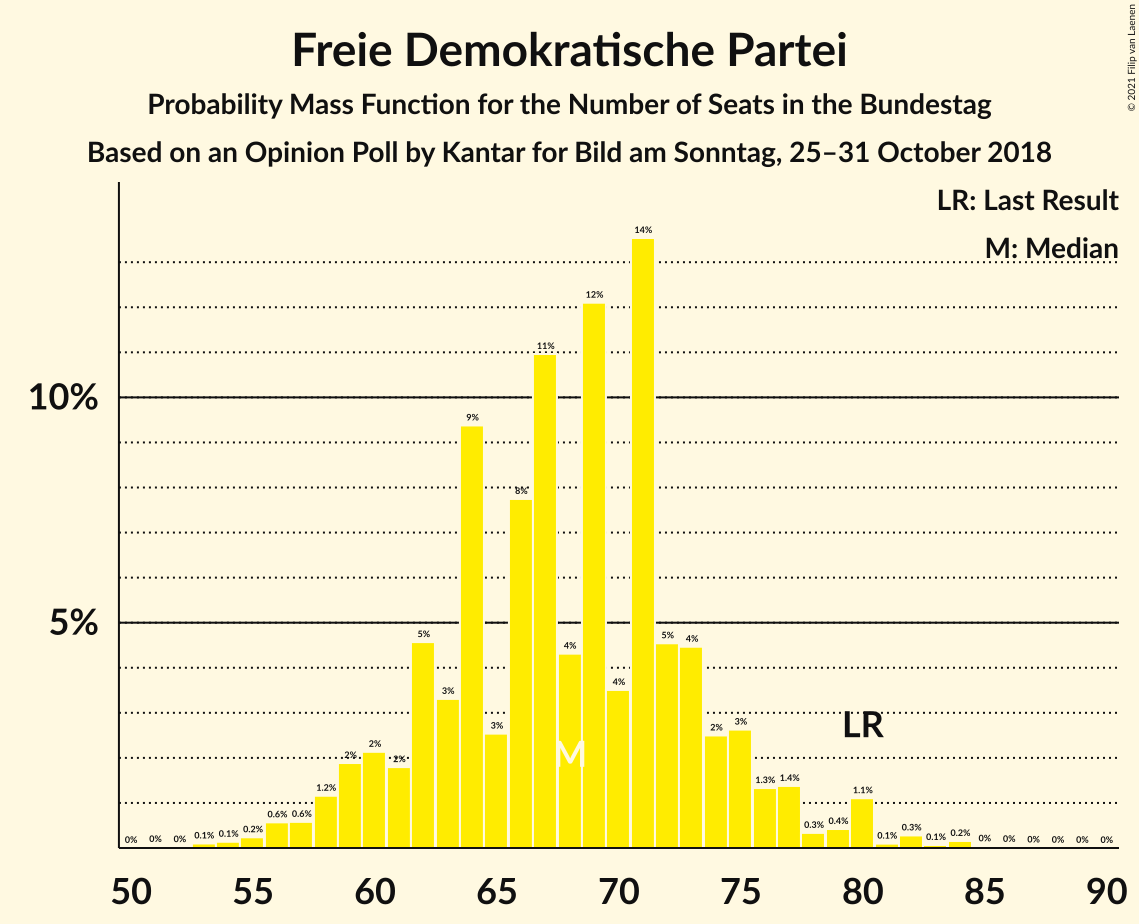 Freie Demokratische Partei
Probability Mass Function for the Number of Seats in the Bundestag
Based on an Opinion Poll by Kantar for Bild am Sonntag, 25–31 October 2018
© 2021 Filip van Laenen
LR: Last Result
M: Median
10%
5%
0% 0% 0% 0.1% 0.1% 0.2% 0.6% 0.6% 1.2% 2% 2% 2% 5% 3% 9% 3% 8% 11% 4% 12% 4% 14% 5% 4% 2% 3% 1.3% 1.4% 0.3% 0.4% 1.1% 0.1% 0.3% 0.1% 0.2% 0% 0% 0% 0% 0% 0%
M
LR
50 55 60 65 70 75 80 85 90